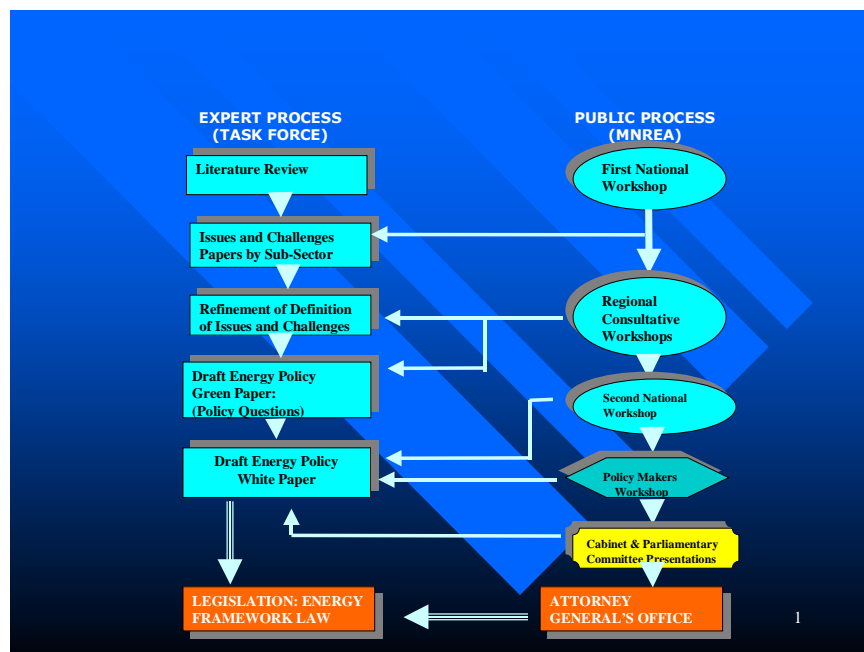 EXPERT PROCESS
(TASK FORCE)
Literature Review
Issues and Challenges
Papers by Sub-Sector
Refinement of Definition
of Issues and Challenges
Draft Energy Policy
Green Paper:
(Policy Questions)
Draft Energy Policy
White Paper
LEGISLATION: ENERGY
FRAMEWORK LAW
PUBLIC PROCESS
(MNREA)
First National
Workshop
Regional
Consultative
Workshops
Second National
Workshop
Policy Makers
Workshop
Cabinet & Parliamentary
Committee Presentations
ATTORNEY
GENERAL'S OFFICE
1